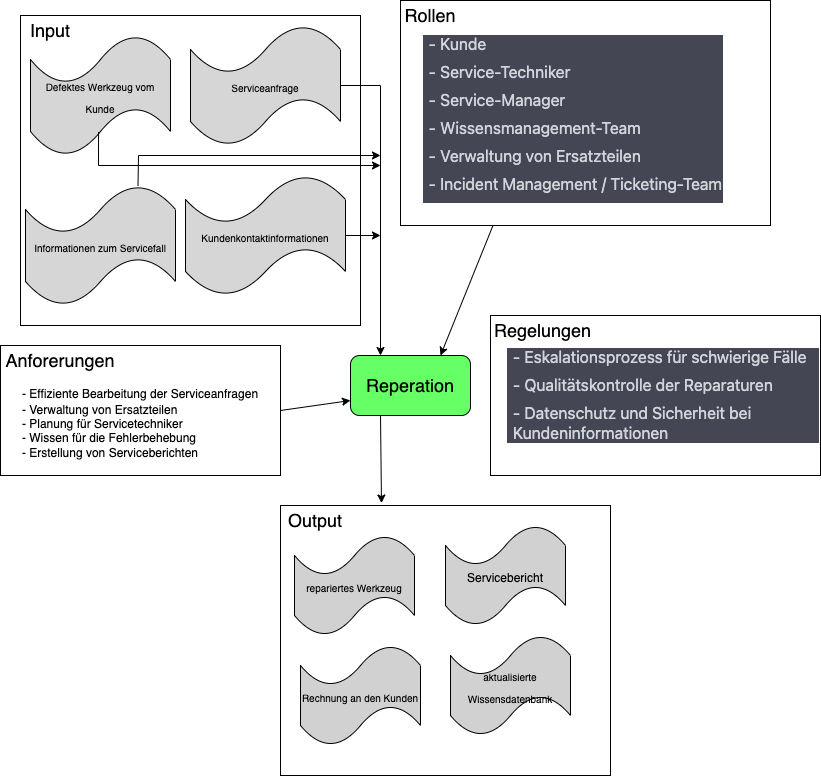 Input
Defektes Werkzeug vom
Kunde
Serviceanfrage
Informationen zum Servicefall
Kundenkontaktinformationen
Rollen
- Kunde
- Service-Techniker
- Service-Manager
- Wissensmanagement-Team
- Verwaltung von Ersatzteilen
- Incident Management / Ticketing-Team
Anforerungen
- Effiziente Bearbeitung der Serviceanfragen
- Verwaltung von Ersatzteilen
- Planung für Servicetechniker
- Wissen für die Fehlerbehebung
- Erstellung von Serviceberichten
Reperation
Regelungen
- Eskalationsprozess für schwierige Fälle
- Qualitätskontrolle der Reparaturen
- Datenschutz und Sicherheit bei
Kundeninformationen
Output
repariertes Werkzeug
Servicebericht
Rechnung an den Kunden
aktualisierte
Wissensdatenbank